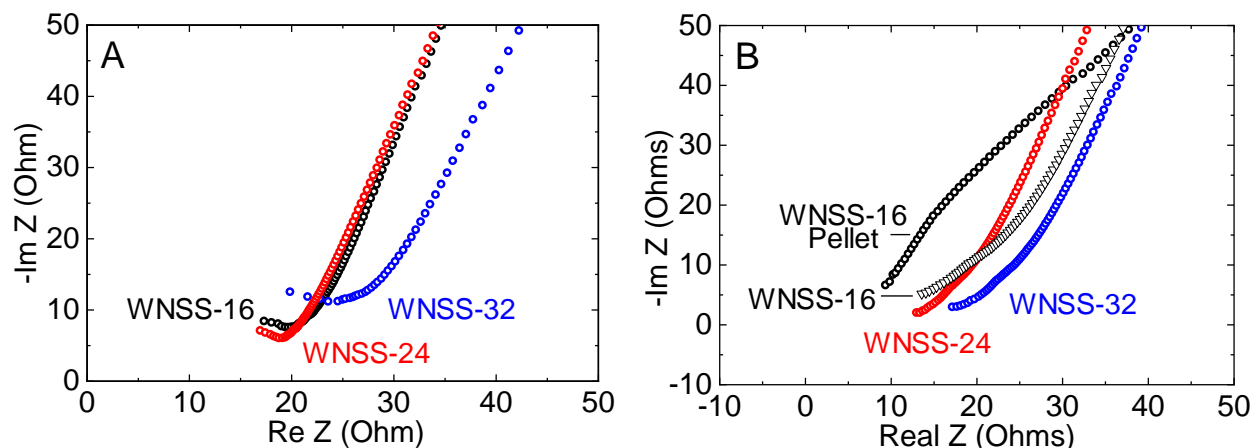 A
-Im Z (Ohm)
50
40
30
20
10
0
WNSS-16
WNSS-24
WNSS-32
0 10 20 30 40 50
Re Z (Ohm)
B
-Im Z (Ohms)
50
40
30
20
10
0
-10
WNSS-16
Pellet
WNSS-16
WNSS-24
WNSS-32
-10 0 10 20 30 40 50
Real Z (Ohms)